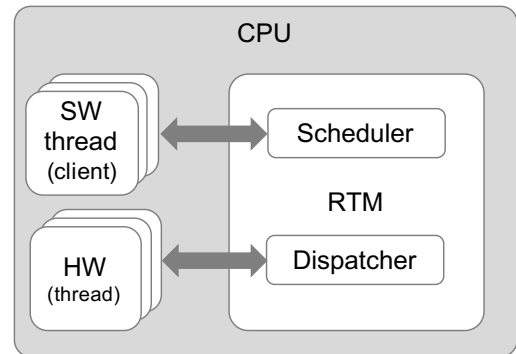 CPU
SW
thread
(client)
Scheduler
RTM
HW
(thread)
Dispatcher